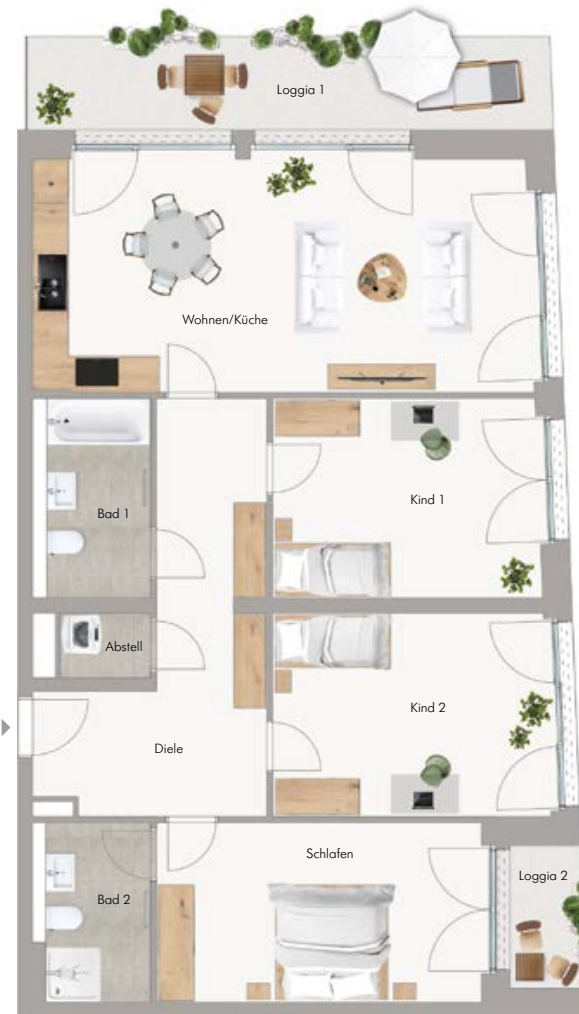 Loggia 1
Wohnen/Küche
Kind 1
Bad 1
Abstell
Kind 2
Diele
Schlafen
Loggia 2
Bad 2